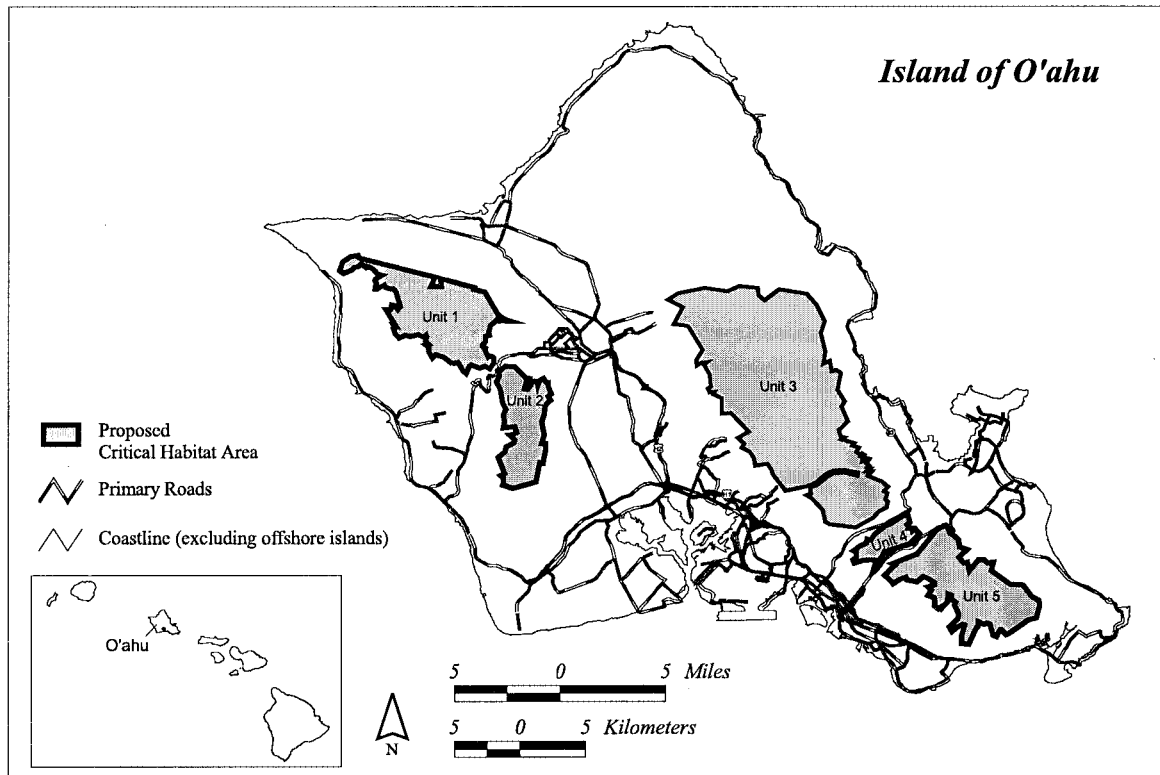 Island of O'ahu
Unit 1
Unit 2
Unit 3
Unit 4
Unit 5
Proposed
Critical Habitat Area
Primary Roads
Coastline (excluding offshore islands)
O'ahu
N
5 0 5 Miles
5 0 5 Kilometers